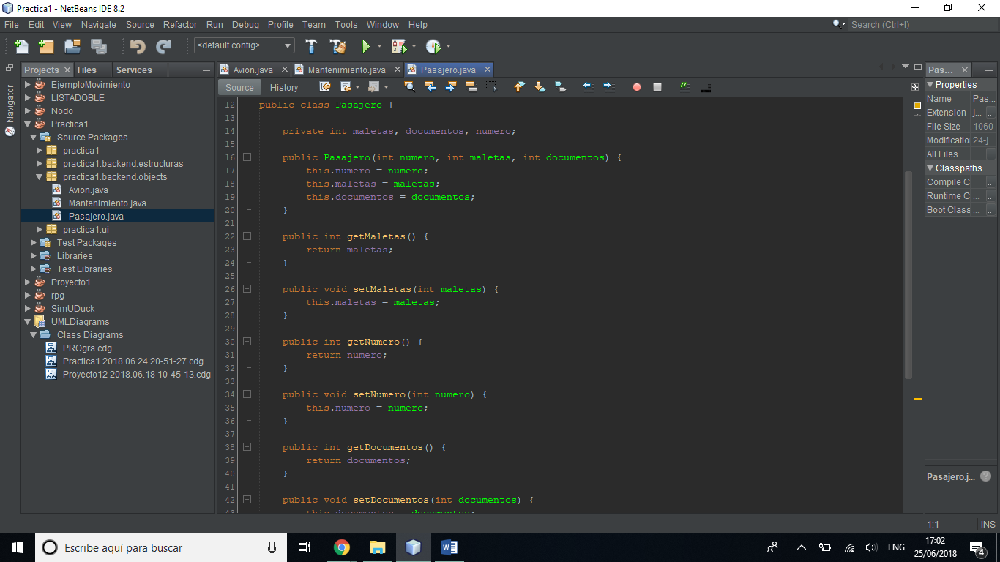 Practica1 - NetBeans IDE 8.2
File Edit View Navigate Source Refactor Run Debug Profile Team Tools Window Help
Search (Ctrl+I)
<default config>
Projects Files Services
Navigator
EjemploMovimiento
LISTADOBLE
Nodo
Practica1
Source Packages
practica1
practica1.backend.estructuras
practica1.backend.objects
Avion.java
Mantenimiento.java
Pasajero.java
practica1.ui
Test Packages
Libraries
Test Libraries
Proyecto1
rpg
SimUDuck
UMLDiagrams
Class Diagrams
PROgra.cdg
Practica1 2018.06.24 20-51-27.cdg
Proyecto12 2018.06.18 10-45-13.cdg
Avion.java Mantenimiento.java Pasajero.java
Source History
12 public class Pasajero {
13
14 private int maletas, documentos, numero;
15
16 public Pasajero(int numero, int maletas, int documentos) {
17 this.numero = numero;
18 this.maletas = maletas;
19 this.documentos = documentos;
20 }
21
22 public int getMaletas() {
23 return maletas;
24 }
25
26 public void setMaletas(int maletas) {
27 this.maletas = maletas;
28 }
29
30 public int getNumero() {
31 return numero;
32 }
33
34 public void setNumero(int numero) {
35 this.numero = numero;
36 }
37
38 public int getDocumentos() {
39 return documentos;
40 }
41
42 public void setDocumentos(int documentos) {
43 this.documentos = documentos;
Pas...
Properties
Name Pas...
Extension j... ...
File Size 1060
Modificatio 24-j...
All Files ... ...
Classpaths
Compile C ... ...
Runtime C ... ...
Boot Class ... ...
Pasajero.j...
1:1 INS
Escribe aquí para buscar
ENG
17:02
25/06/2018
4